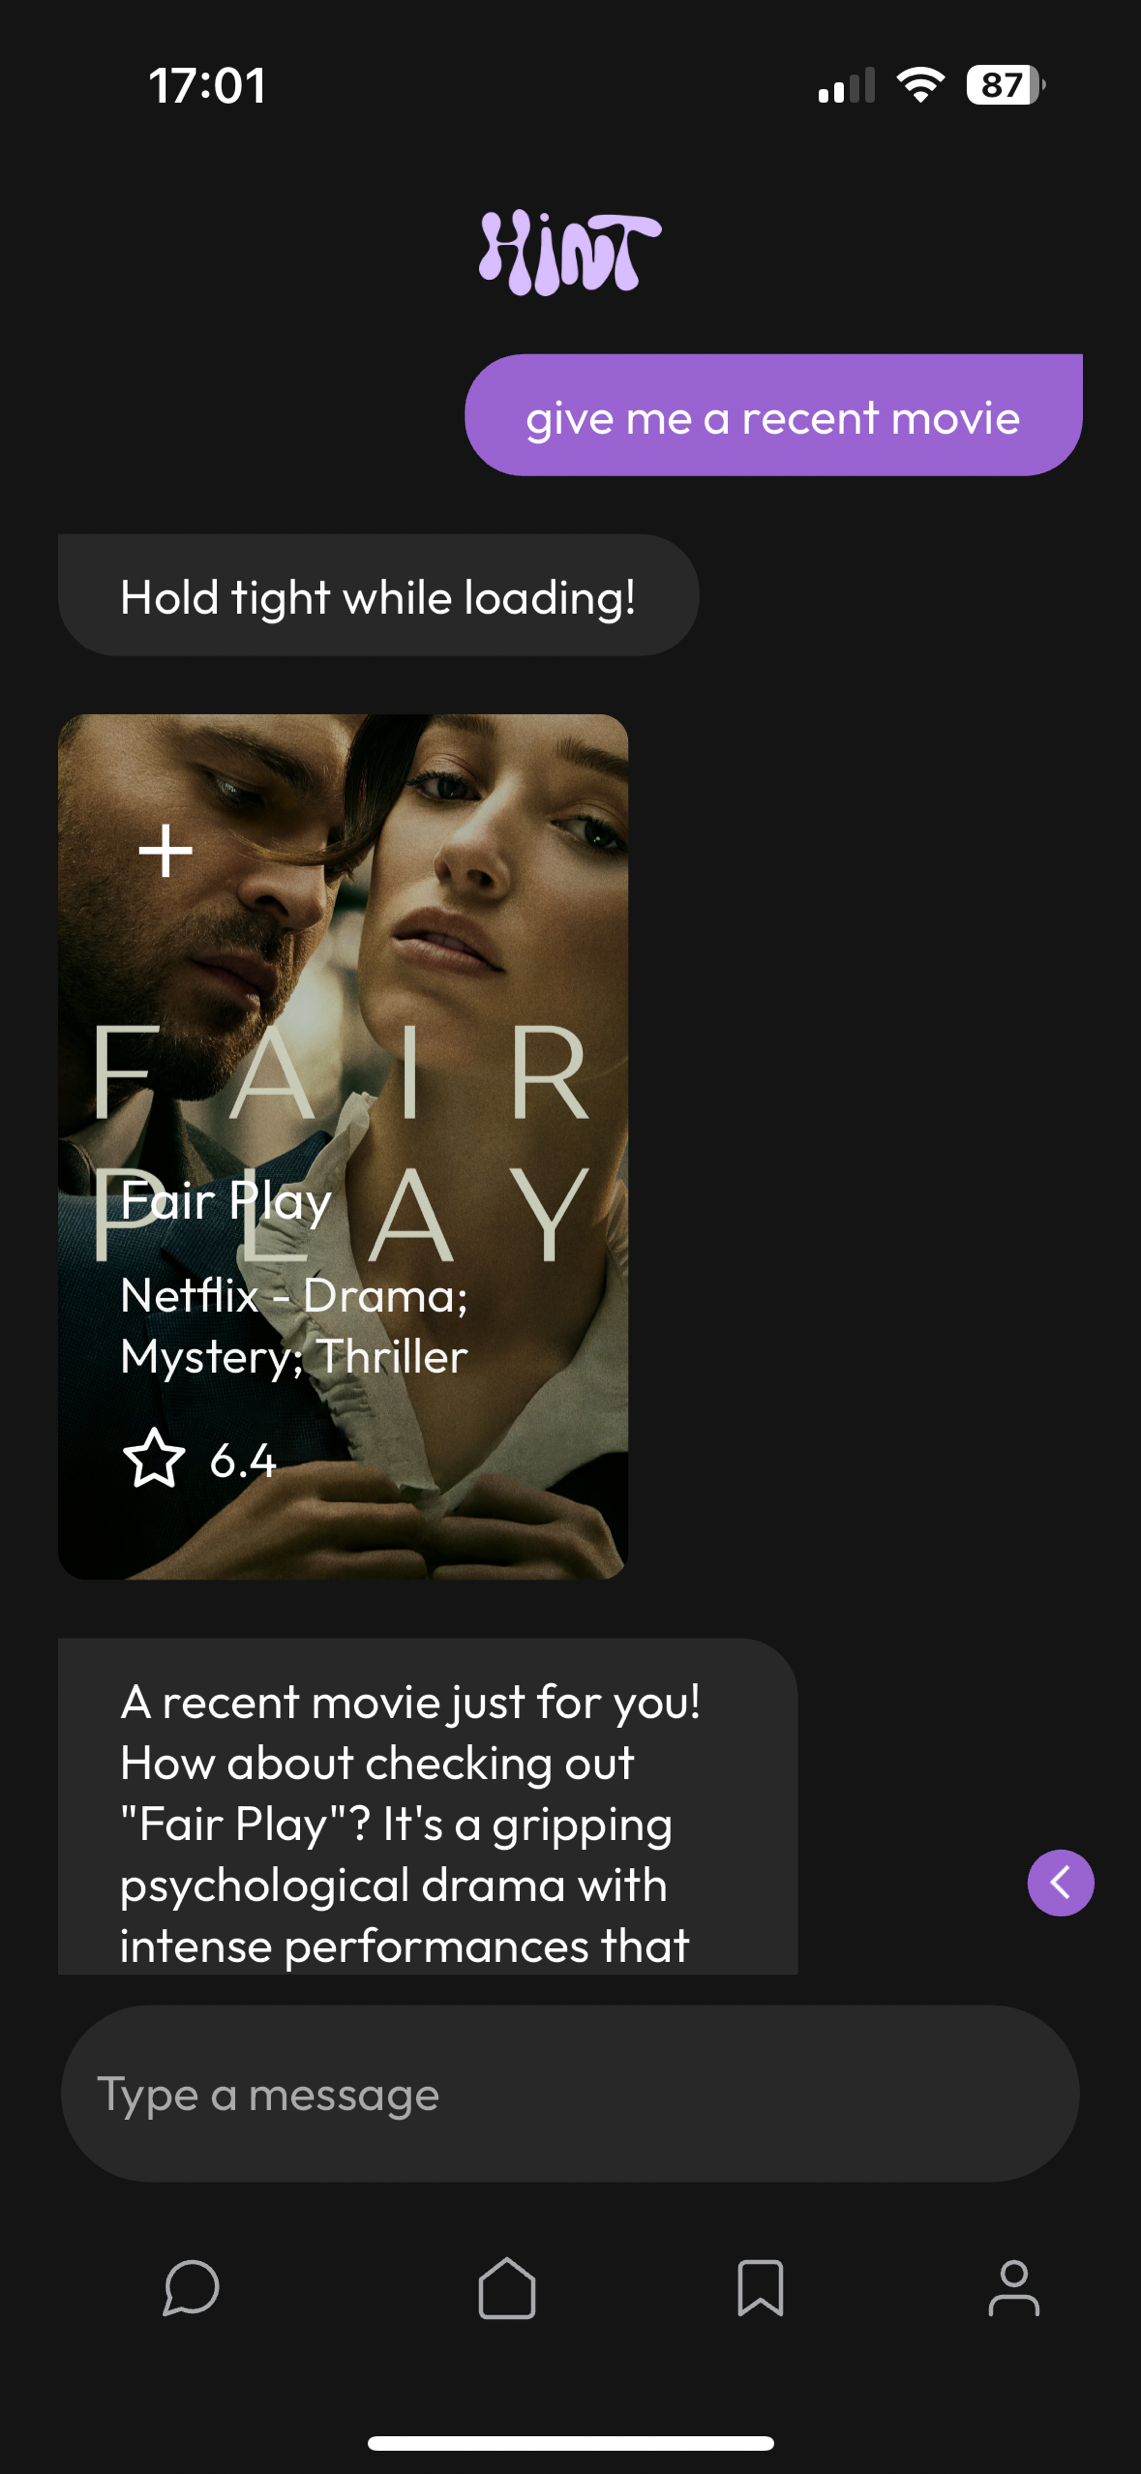 17:01
87
HiNT
give me a recent movie
Hold tight while loading!
FAIR
PLAY
Fair Play
Netflix - Drama;
Mystery; Thriller
6.4
A recent movie just for you!
How about checking out
"Fair Play"? It's a gripping
psychological drama with
intense performances that
Type a message